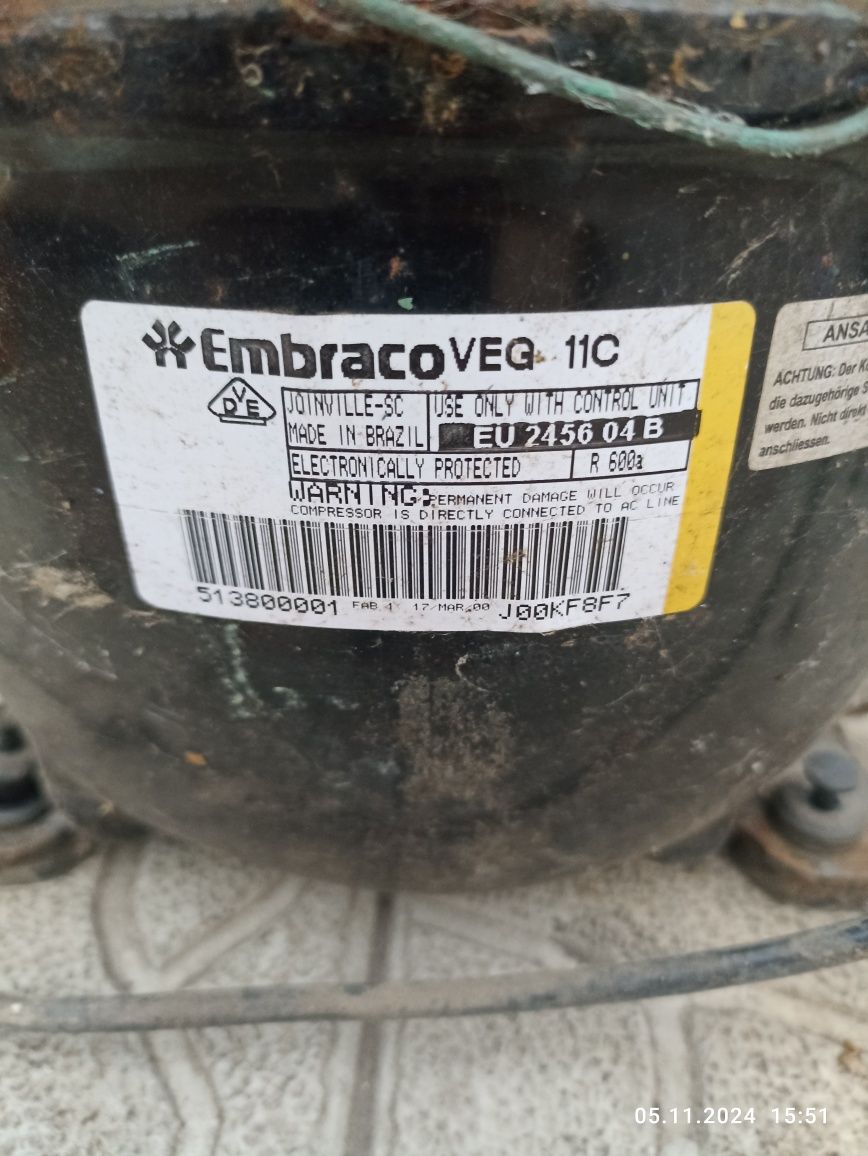 Embraco VEG 11C
VDE
JOINVILLE-SC USE ONLY WITH CONTROL UNIT
MADE IN BRAZIL EU 2456 04 B
ELECTRONICALLY PROTECTED R 600a
WARNING: PERMANENT DAMAGE WILL OCCUR
COMPRESSOR IS DIRECTLY CONNECTED TO AC LINE
513800001 FAB.1 17/MAR.00 J00KF8F7
ANSA
ACHTUNG: Der
die dazugehörige
werden. Nicht direkt
anschliessen.
05.11.2024 15:51